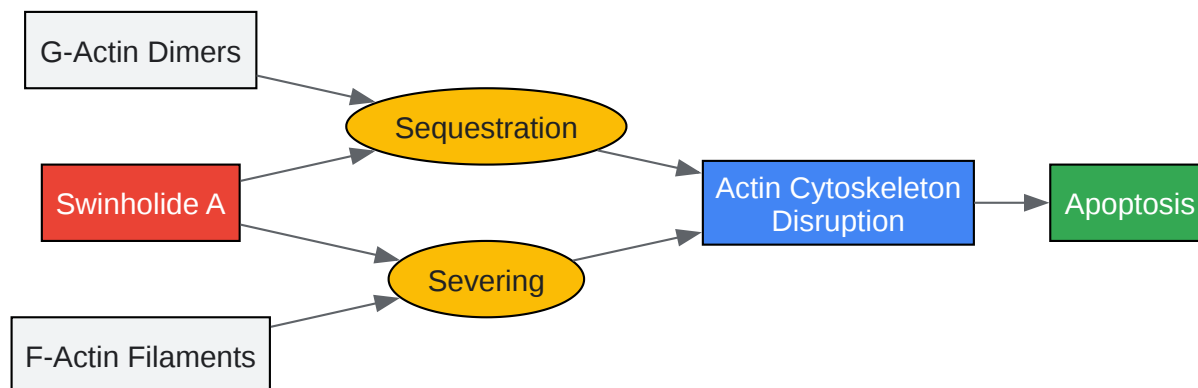 G-Actin Dimers
Sequestration
Swinholide A
Actin Cytoskeleton
Disruption
Apoptosis
Severing
F-Actin Filaments